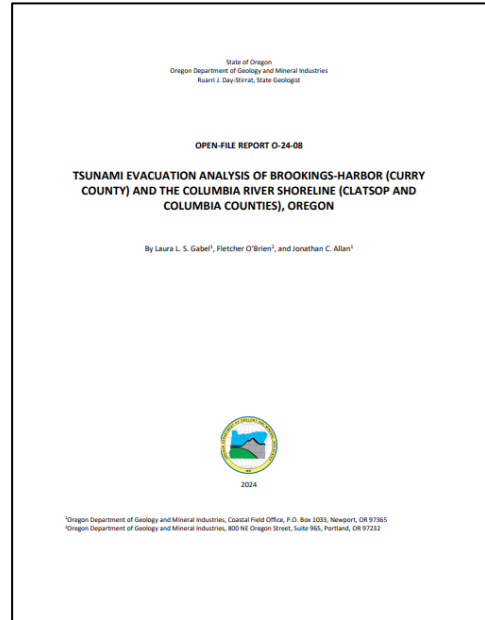 State of Oregon
Oregon Department of Geology and Mineral Industries
Ruarri J. Day-Stirrat, State Geologist
OPEN-FILE REPORT O-24-08
TSUNAMI EVACUATION ANALYSIS OF BROOKINGS-HARBOR (CURRY
COUNTY) AND THE COLUMBIA RIVER SHORELINE (CLATSOP AND
COLUMBIA COUNTIES), OREGON
By Laura L. S. Gabel¹, Fletcher O'Brien², and Jonathan C. Allan¹
2024
¹Oregon Department of Geology and Mineral Industries, Coastal Field Office, P.O. Box 1033, Newport, OR 97365
²Oregon Department of Geology and Mineral Industries, 800 NE Oregon Street, Suite 965, Portland, OR 97232